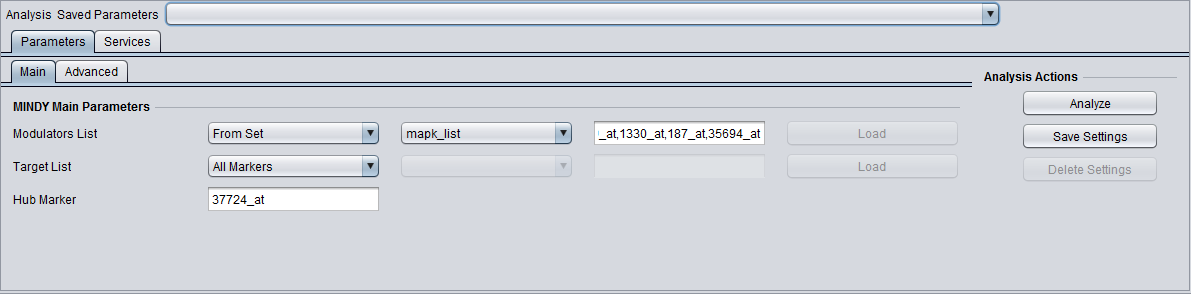 Analysis Saved Parameters
Parameters Services
Main Advanced
Analysis Actions
MINDY Main Parameters
Analyze
Modulators List From Set mapk_list _at,1330_at,187_at,35694_at Load
Save Settings
Target List All Markers Load
Delete Settings
Hub Marker 37724_at